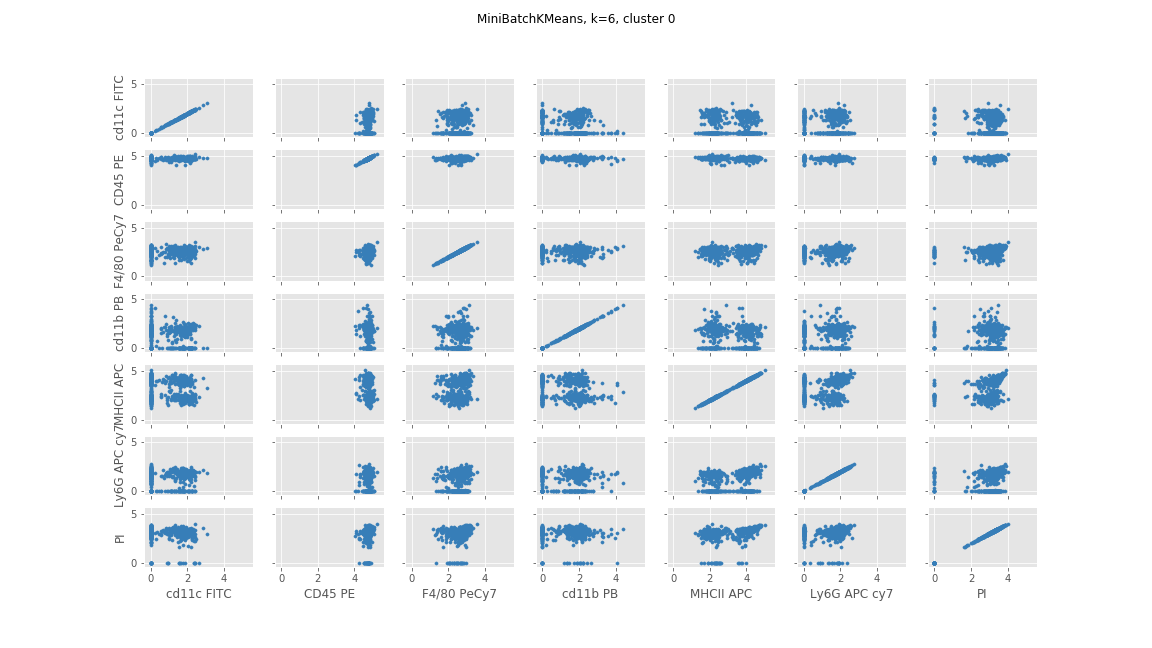 MiniBatchKMeans, k=6, cluster 0
cd11c FITC
5
0
CD45 PE
5
0
F4/80 PeCy7
5
0
cd11b PB
5
0
MHCII APC
5
0
Ly6G APC cy7
5
0
PI
5
0
0 2 4 0 2 4 0 2 4 0 2 4 0 2 4 0 2 4 0 2 4
cd11c FITC CD45 PE F4/80 PeCy7 cd11b PB MHCII APC Ly6G APC cy7 PI